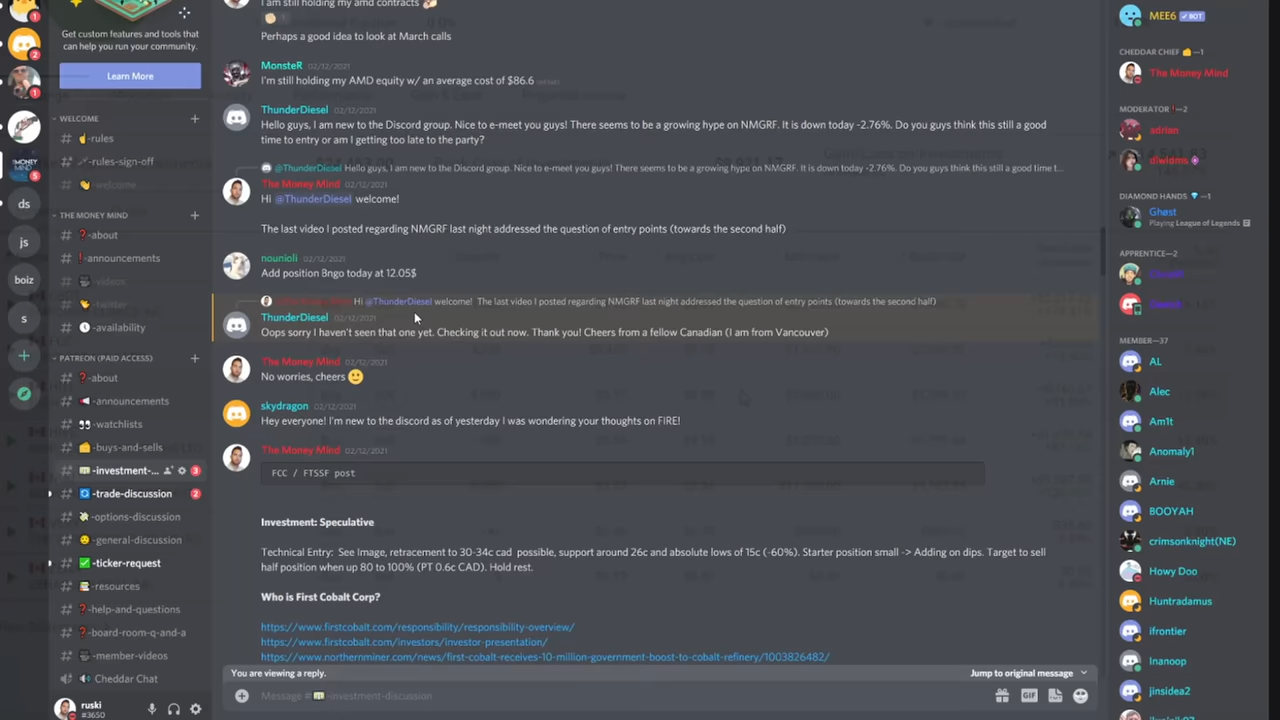 Get custom features and tools
that can help you run your community.
Learn More
WELCOME
-rules
-rules-sign-off
-welcome
THE MONEY MIND
-about
-announcements
-videos
-twitter
-availability
PATREON (PAID ACCESS)
-about
-announcements
-watchlists
-buys-and-sells
-investment-... 3
-trade-discussion 2
-options-discussion
-general-discussion
-ticker-request
-resources
-help-and-questions
-board-room-q-and-a
-member-videos
Cheddar Chat
ruski
#3650
1
2
1
MONEY
MIND
5
ds
js
boiz
s
I am still holding my amd contracts
Perhaps a good idea to look at March calls
MonsteR 02/12/2021
I'm still holding my AMD equity w/ an average cost of $86.6
ThunderDiesel 02/12/2021
Hello guys, I am new to the Discord group. Nice to e-meet you guys! There seems to be a growing hype on NMGRF. It is down today -2.76%. Do you guys think this still a good
time to entry or am I getting too late to the party?
@ThunderDiesel Hello guys, I am new to the Discord group. Nice to e-meet you guys! There seems to be a growing hype on NMGRF. It is down today -2.76%. Do you guys think this still a good time t...
The Money Mind 02/12/2021
Hi @ThunderDiesel welcome!
The last video I posted regarding NMGRF last night addressed the question of entry points (towards the second half)
nounioli 02/12/2021
Add position Bngo today at 12.05$
Hi @ThunderDiesel welcome! The last video I posted regarding NMGRF last night addressed the question of entry points (towards the second half)
ThunderDiesel 02/12/2021
Oops sorry I haven't seen that one yet. Checking it out now. Thank you! Cheers from a fellow Canadian (I am from Vancouver)
The Money Mind 02/12/2021
No worries, cheers
skydragon 02/12/2021
Hey everyone! I'm new to the discord as of yesterday I was wondering your thoughts on FIRE!
The Money Mind 02/12/2021
FCC / FTSSF post
Investment: Speculative
Technical Entry: See Image, retracement to 30-34c cad possible, support around 26c and absolute lows of 15c (-60%). Starter position small -> Adding on dips. Target to sell
half position when up 80 to 100% (PT 0.6c CAD). Hold rest.
Who is First Cobalt Corp?
https://www.firstcobalt.com/responsibility/responsibility-overview/
https://www.firstcobalt.com/investors/investor-presentation/
https://www.northernminer.com/news/first-cobalt-receives-10-million-government-boost-to-cobalt-refinery/1003826482/
You are viewing a reply.
Jump to original message
Message #-investment-discussion
GIF
MEE6 BOT
CHEDDAR CHIEF —1
The Money Mind
MODERATOR —2
adrian
dlwldms
DIAMOND HANDS —1
Ghøst
Playing League of Legends
APPRENTICE—2
MEMBER—37
AL
Alec
Am1t
Anomaly1
Arnie
BOOYAH
crimsonknight(NE)
Howy Doo
Huntradamus
ifrontier
Inanoop
jinsidea2